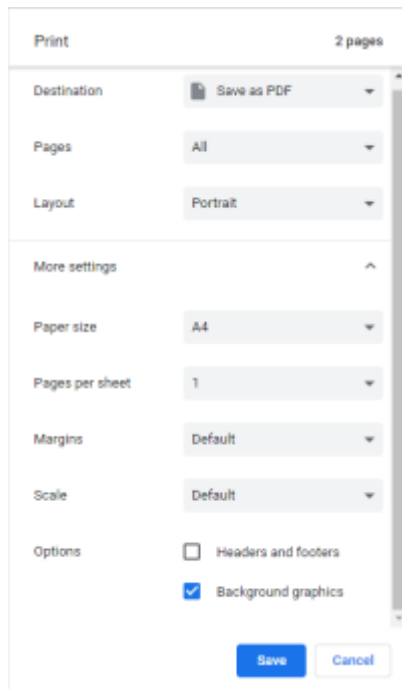 Print 2 pages
Destination Save as PDF
Pages All
Layout Portrait
More settings
Paper size A4
Pages per sheet 1
Margins Default
Scale Default
Options Headers and footers
Background graphics
Save Cancel